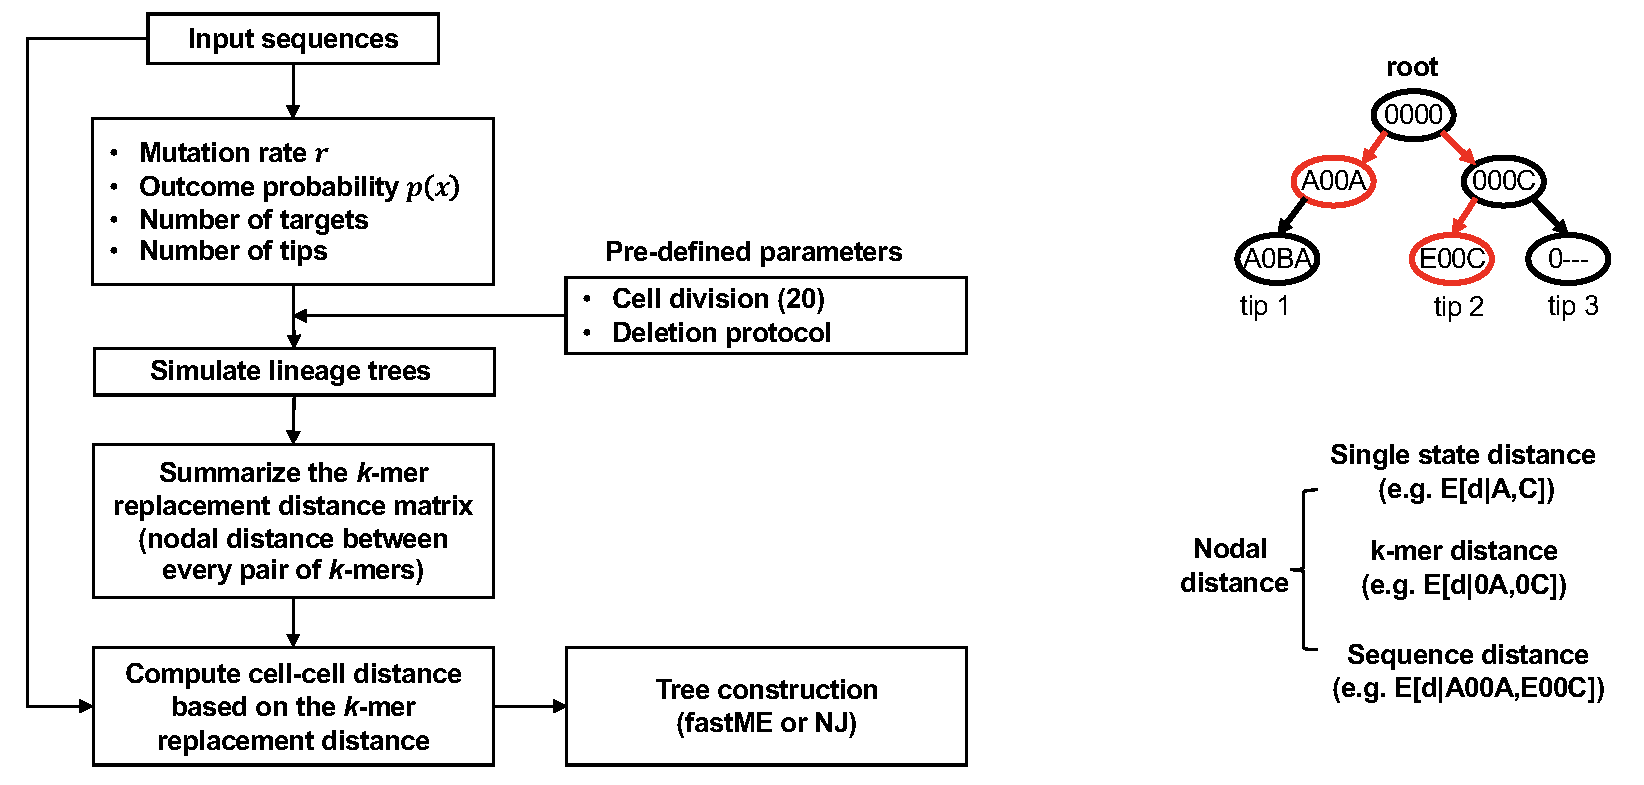 Input sequences
• Mutation rate r
• Outcome probability p(x)
• Number of targets
• Number of tips
Pre-defined parameters
• Cell division (20)
• Deletion protocol
Simulate lineage trees
Summarize the k-mer
replacement distance matrix
(nodal distance between
every pair of k-mers)
Compute cell-cell distance
based on the k-mer
replacement distance
Tree construction
(fastME or NJ)
root
0000
A00A
000C
A0BA
E00C
0---
tip 1
tip 2
tip 3
Nodal
distance
Single state distance
(e.g. E[d|A,C])
k-mer distance
(e.g. E[d|0A,0C])
Sequence distance
(e.g. E[d|A00A,E00C])